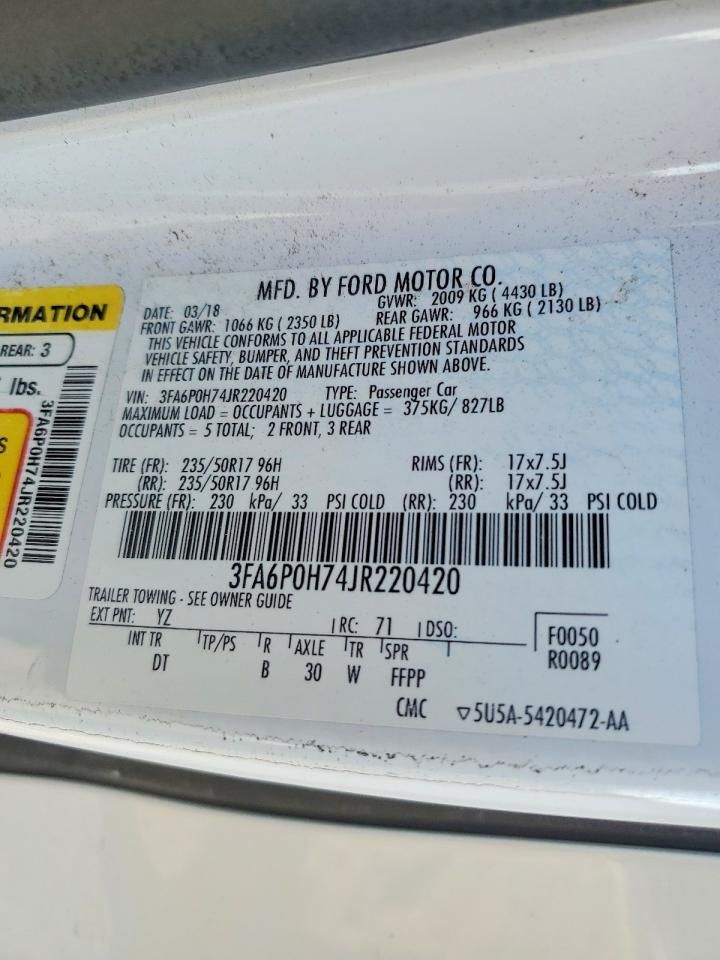 MFD. BY FORD MOTOR CO.
DATE: 03/18 GVWR: 2009 KG ( 4430 LB)
FRONT GAWR: 1066 KG ( 2350 LB) REAR GAWR: 966 KG ( 2130 LB)
THIS VEHICLE CONFORMS TO ALL APPLICABLE FEDERAL MOTOR
VEHICLE SAFETY, BUMPER, AND THEFT PREVENTION STANDARDS
IN EFFECT ON THE DATE OF MANUFACTURE SHOWN ABOVE.
VIN: 3FA6P0H74JR220420 TYPE: Passenger Car
MAXIMUM LOAD = OCCUPANTS + LUGGAGE = 375KG/ 827LB
OCCUPANTS = 5 TOTAL; 2 FRONT, 3 REAR
TIRE (FR): 235/50R17 96H RIMS (FR): 17x7.5J
(RR): 235/50R17 96H (RR): 17x7.5J
PRESSURE (FR): 230 kPa/ 33 PSI COLD (RR): 230 kPa/ 33 PSI COLD
3FA6P0H74JR220420
TRAILER TOWING - SEE OWNER GUIDE
EXT PNT: YZ RC: 71 DSO: F0050
INT TR TP/PS R AXLE TR SPR R0089
DT B 30 W FFPP
CMC ▽5U5A-5420472-AA
RMATION
REAR: 3
lbs.
S
3FA6P0H74JR220420